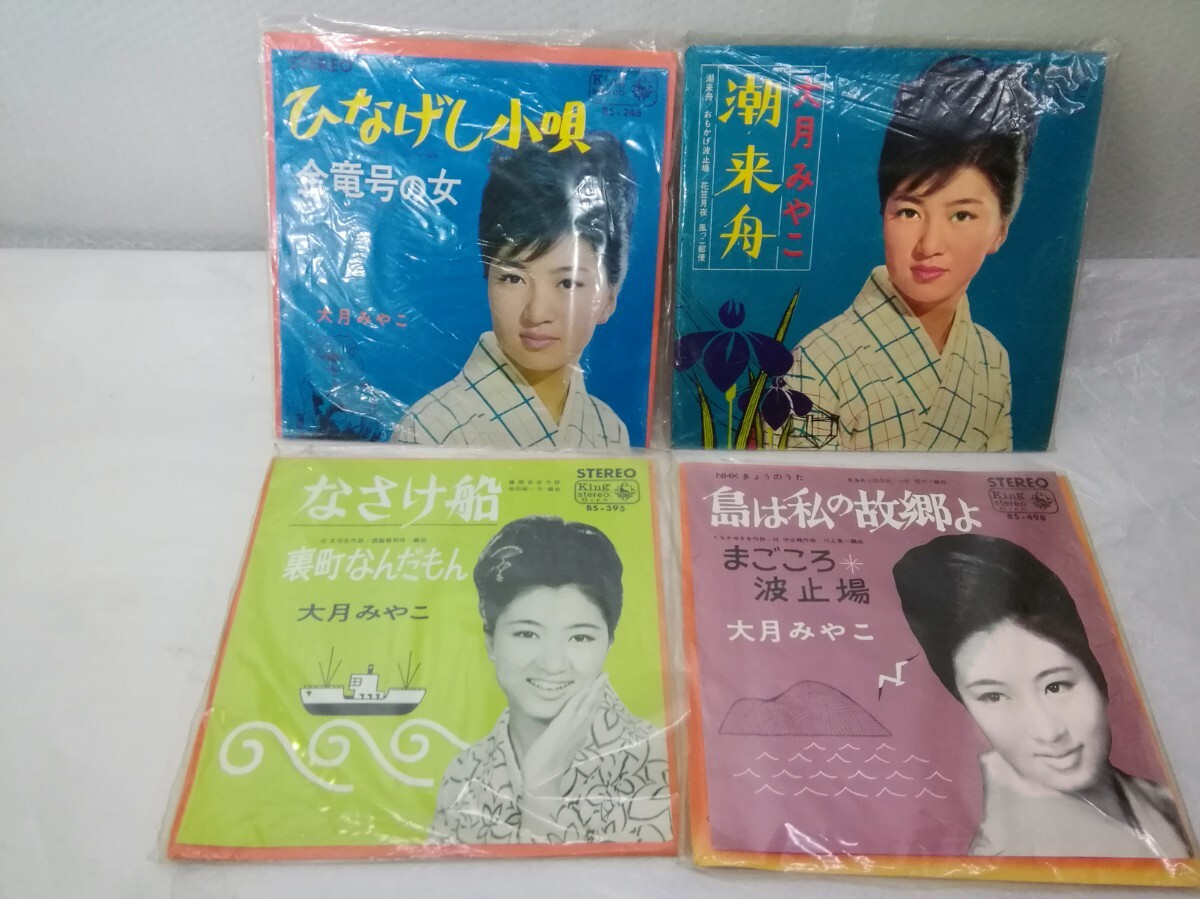 STEREO
King
BS-246
ひなげし小唄
金竜号の女
大月みやこ
大月みやこ
潮来舟
潮来舟/おもかげ波止場/花笠月夜/風っこ郵便
STEREO
King
stereo
BS-395
なさけ船
裏町なんだもん
大月みやこ
NHKきょうのうた
STEREO
King
stereo
BS-498
島は私の故郷よ
まごころ
波止場
大月みやこ